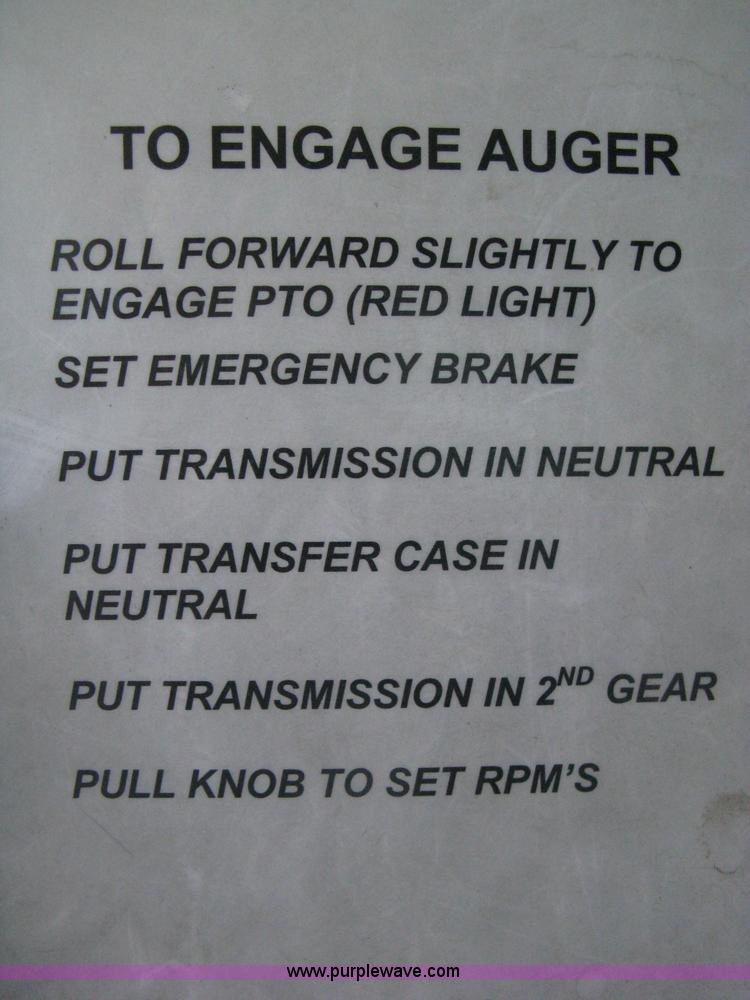 TO ENGAGE AUGER
ROLL FORWARD SLIGHTLY TO
ENGAGE PTO (RED LIGHT)
SET EMERGENCY BRAKE
PUT TRANSMISSION IN NEUTRAL
PUT TRANSFER CASE IN
NEUTRAL
PUT TRANSMISSION IN 2ND GEAR
PULL KNOB TO SET RPM'S
www.purplewave.com